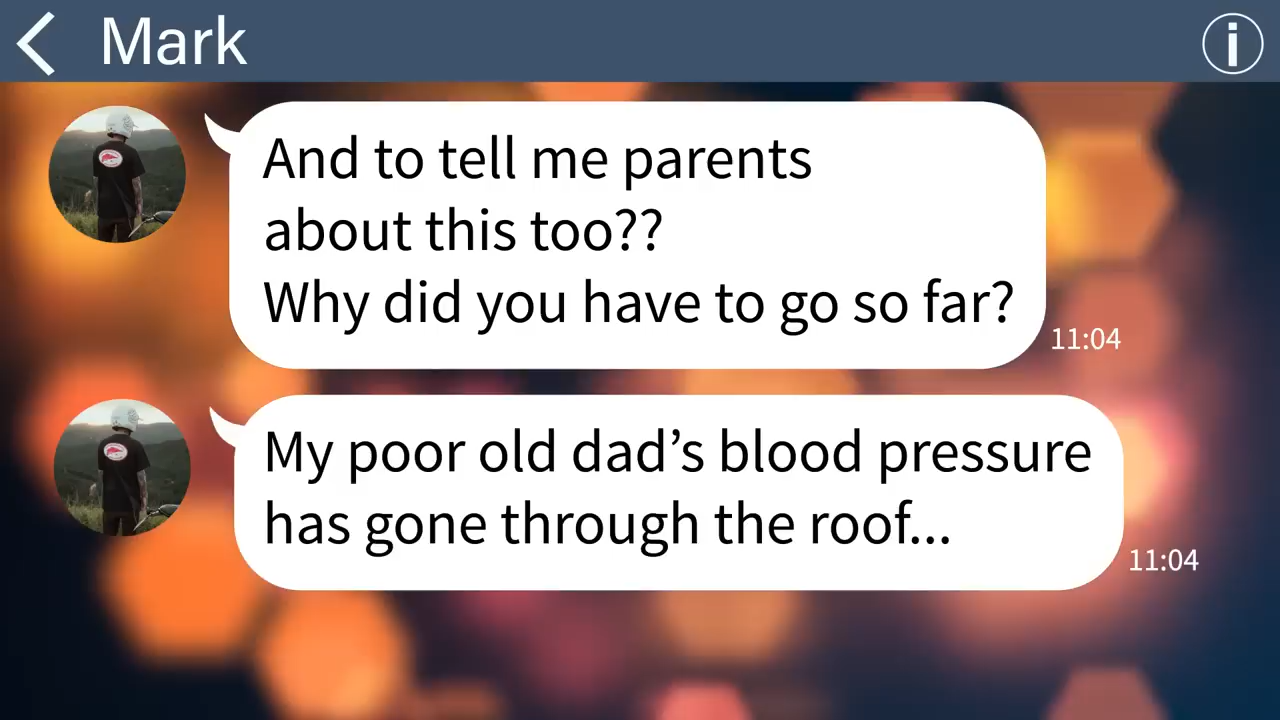 Mark
And to tell me parents
about this too??
Why did you have to go so far?
11:04
My poor old dad’s blood pressure
has gone through the roof...
11:04